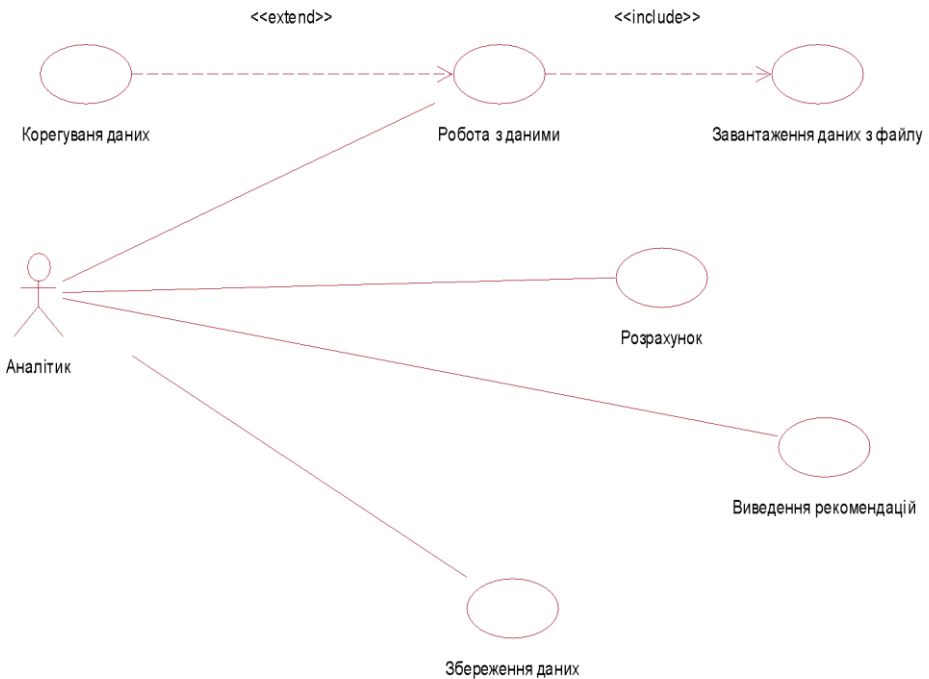 <<extend>>
<<include>>
Корегуваня даних
Робота з даними
Завантаження даних з файлу
Розрахунок
Аналітик
Виведення рекомендацій
Збереження даних